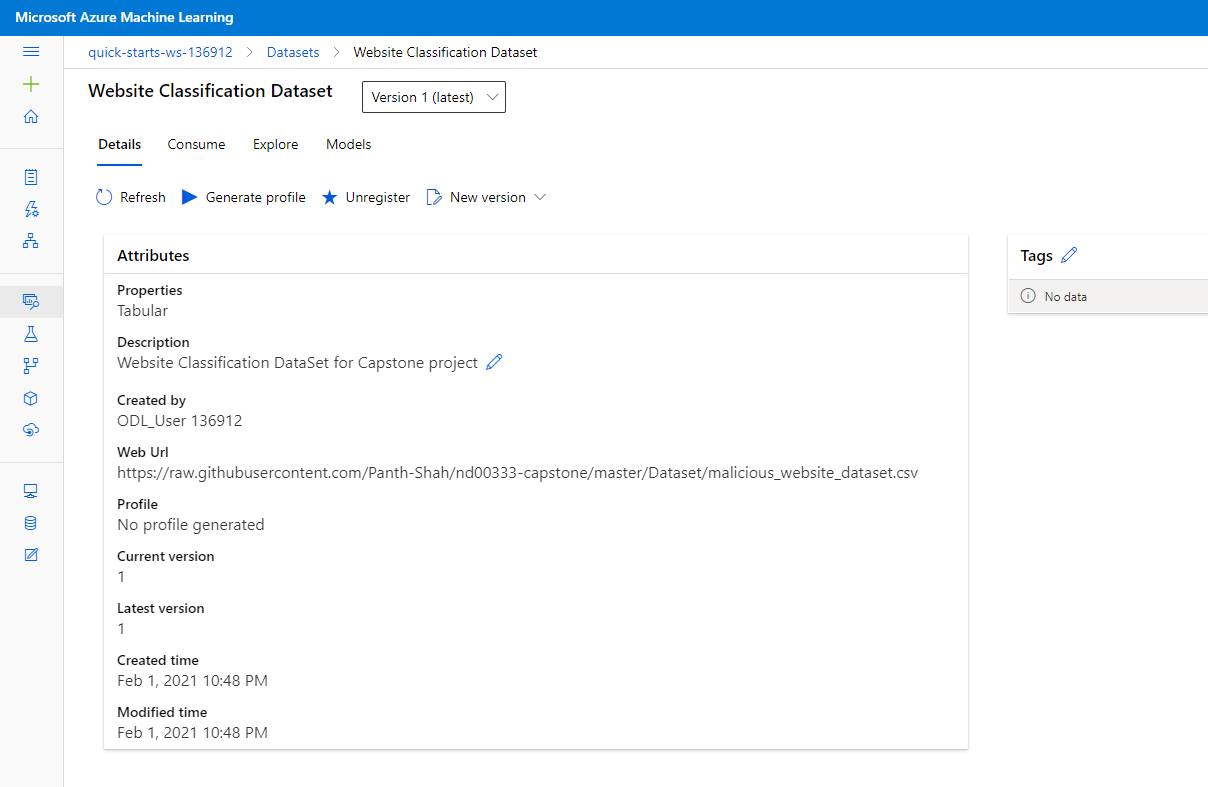 Microsoft Azure Machine Learning
quick-starts-ws-136912 > Datasets > Website Classification Dataset
Website Classification Dataset
Version 1 (latest)
Details Consume Explore Models
Refresh Generate profile Unregister New version
Attributes
Properties
Tabular
Description
Website Classification DataSet for Capstone project
Created by
ODL_User 136912
Web Url
https://raw.githubusercontent.com/Panth-Shah/nd00333-capstone/master/Dataset/malicious_website_dataset.csv
Profile
No profile generated
Current version
1
Latest version
1
Created time
Feb 1, 2021 10:48 PM
Modified time
Feb 1, 2021 10:48 PM
Tags
No data